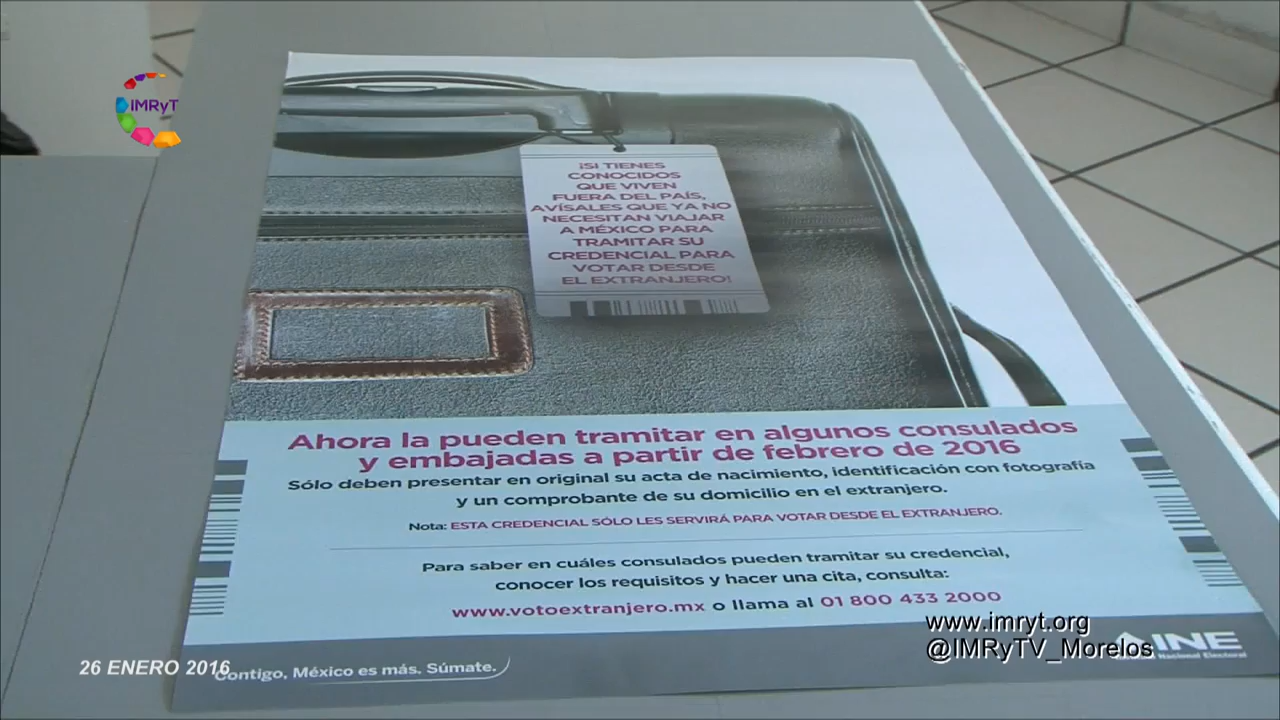 IMRyT
¡SI TIENES
CONOCIDOS
QUE VIVEN
FUERA DEL PAÍS,
AVÍSALES QUE YA NO
NECESITAN VIAJAR
A MÉXICO PARA
TRAMITAR SU
CREDENCIAL PARA
VOTAR DESDE
EL EXTRANJERO!
Ahora la pueden tramitar en algunos consulados
y embajadas a partir de febrero de 2016
Sólo deben presentar en original su acta de nacimiento, identificación con fotografía
y un comprobante de su domicilio en el extranjero.
Nota: ESTA CREDENCIAL SÓLO LES SERVIRÁ PARA VOTAR DESDE EL EXTRANJERO.
Para saber en cuáles consulados pueden tramitar su credencial,
conocer los requisitos y hacer una cita, consulta:
www.votoextranjero.mx o llama al 01 800 433 2000
www.imryt.org
@IMRyTV_Morelos
INE
Nacional Electoral
26 ENERO 2016
Contigo, México es más. Súmate.